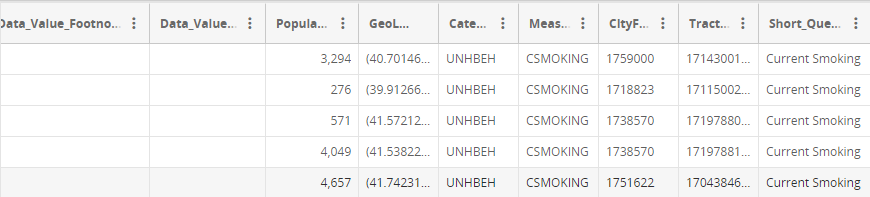 Data_Value_Footno... Data_Value... Popula... GeoL... Cate... Meas... CityF... Tract... Short_Que...
3,294 (40.70146... UNHBEH CSMOKING 1759000 17143001... Current Smoking
276 (39.91266... UNHBEH CSMOKING 1718823 17115002... Current Smoking
571 (41.57212... UNHBEH CSMOKING 1738570 17197880... Current Smoking
4,049 (41.53822... UNHBEH CSMOKING 1738570 17197881... Current Smoking
4,657 (41.74231... UNHBEH CSMOKING 1751622 17043846... Current Smoking